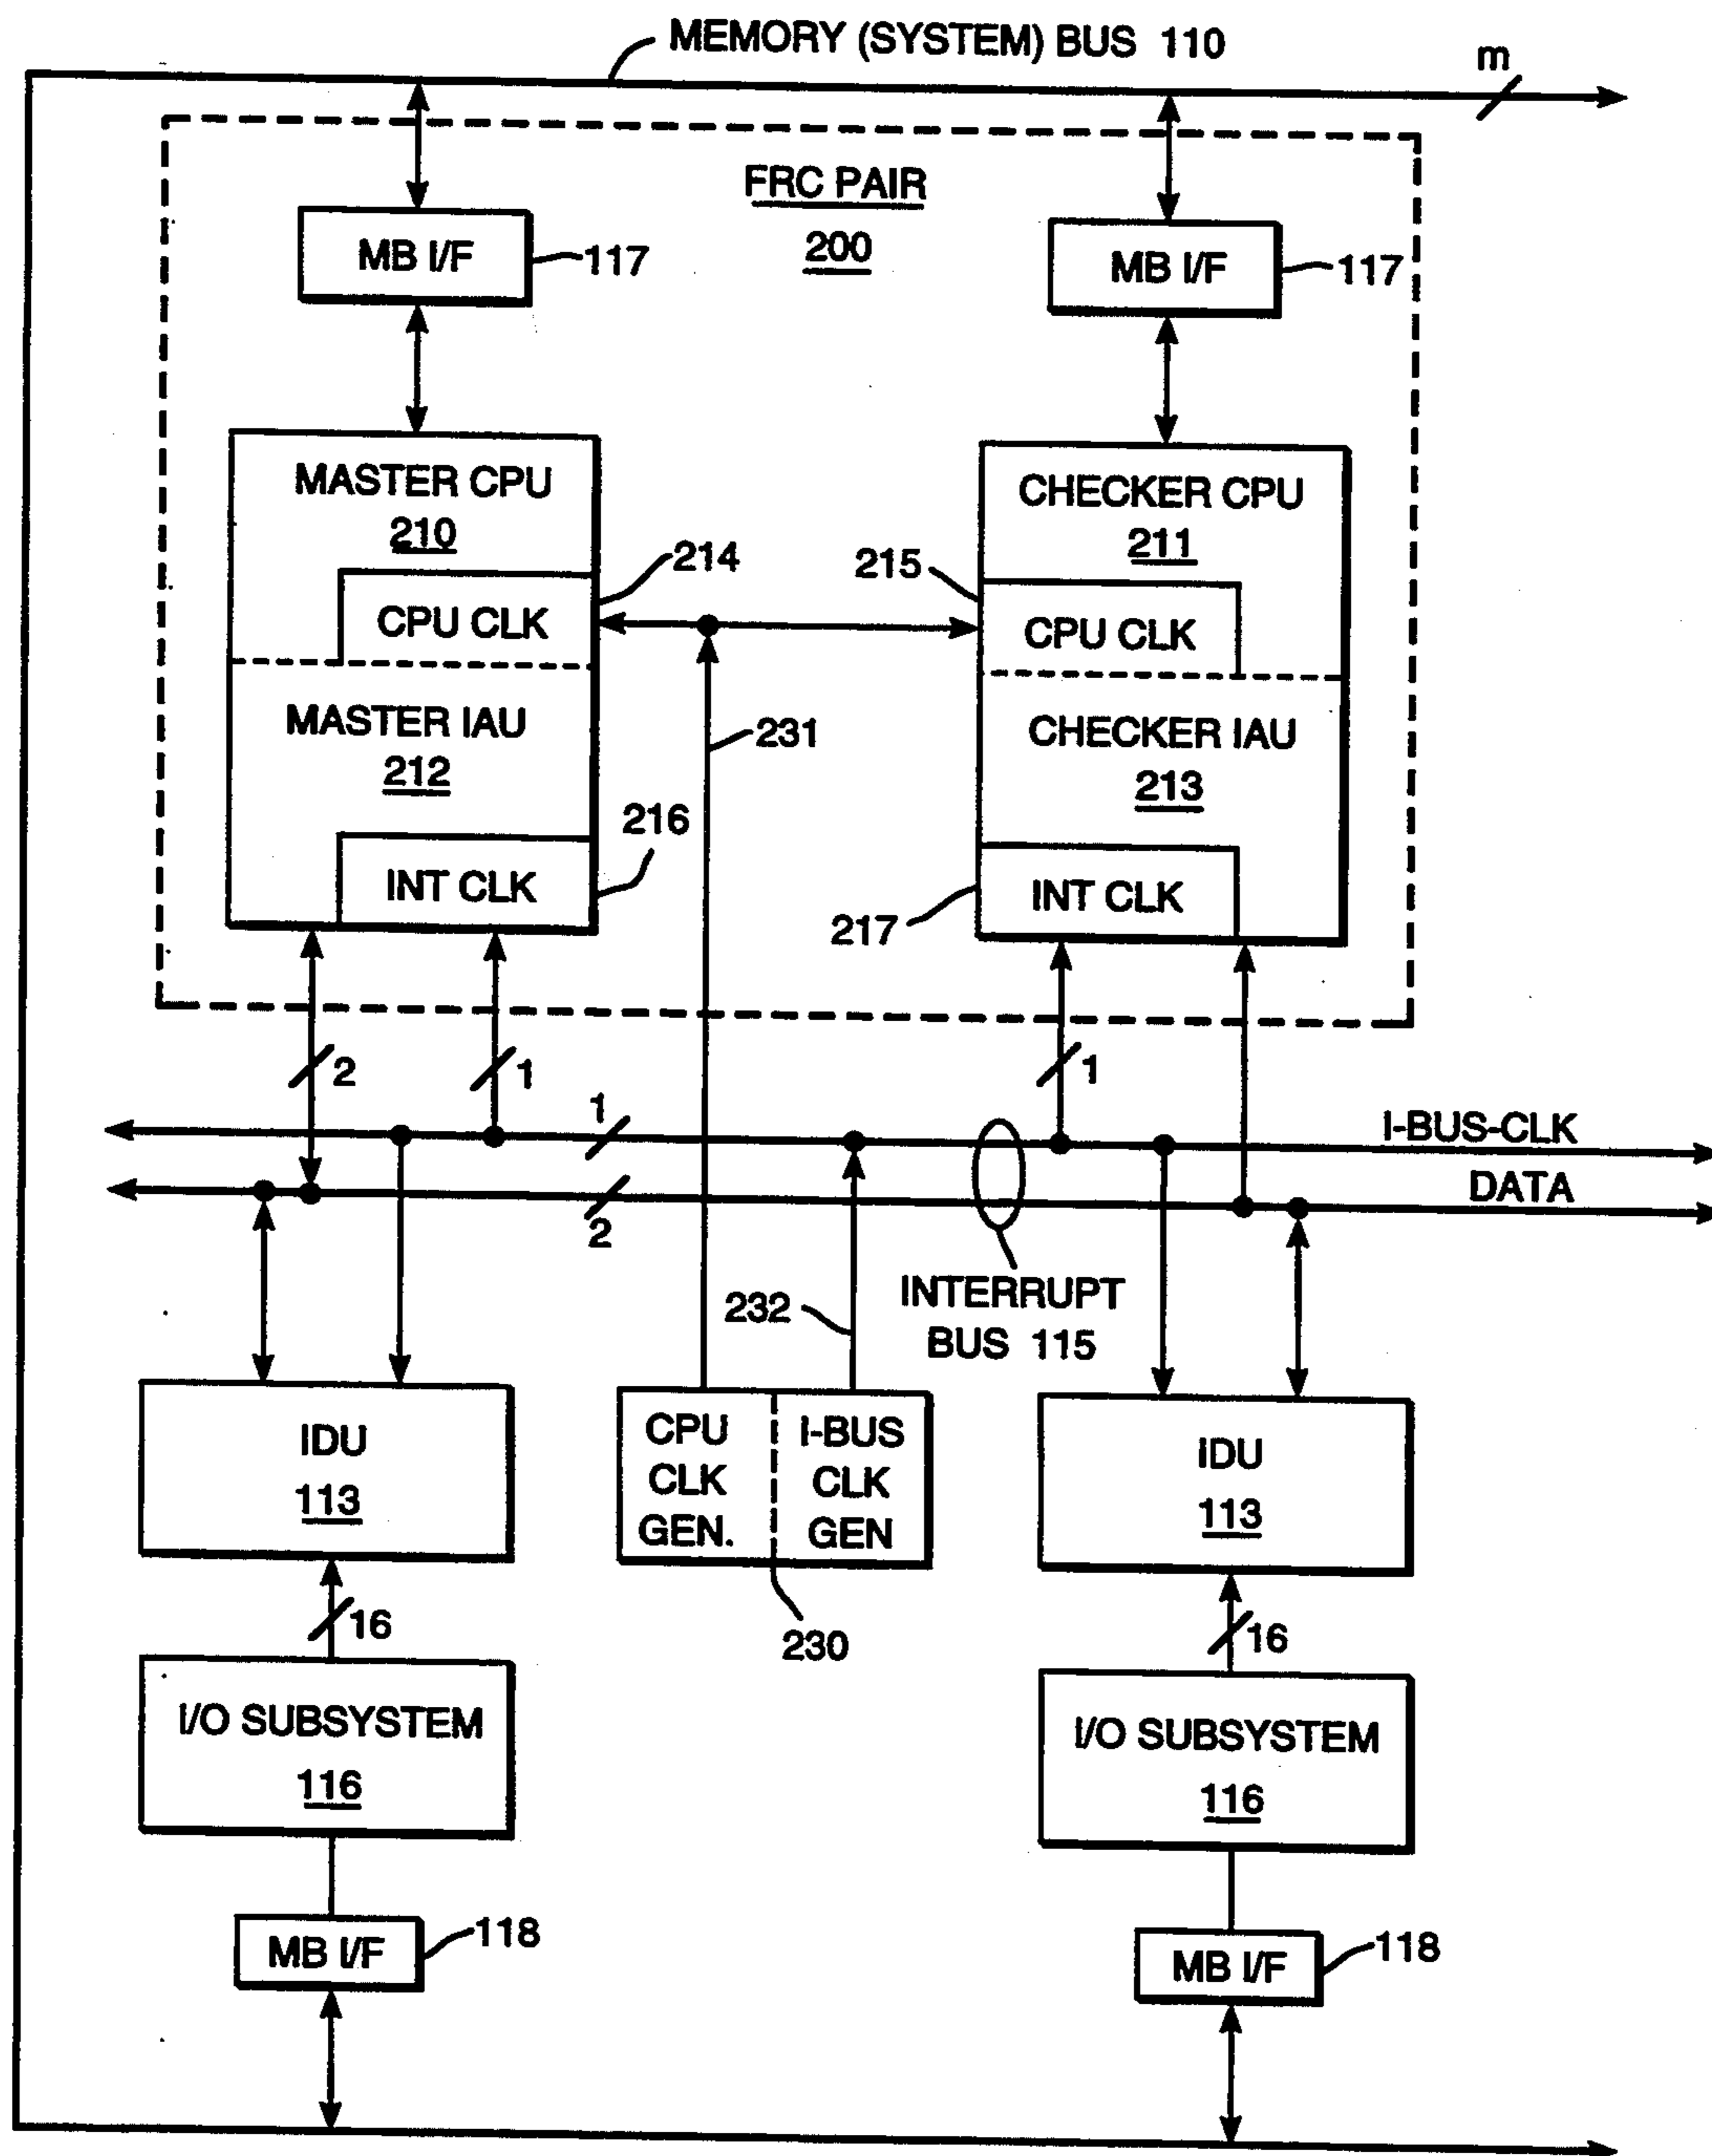 MEMORY (SYSTEM) BUS 110
m
FRC PAIR
200
MB I/F
117
MB I/F
117
MASTER CPU
210
CHECKER CPU
211
214
215
CPU CLK
CPU CLK
MASTER IAU
212
231
CHECKER IAU
213
216
INT CLK
217
INT CLK
2
1
1
1
I-BUS-CLK
2
DATA
232
INTERRUPT
BUS 115
IDU
113
CPU
CLK
GEN.
I-BUS
CLK
GEN
IDU
113
230
16
16
I/O SUBSYSTEM
116
I/O SUBSYSTEM
116
MB I/F
118
MB I/F
118